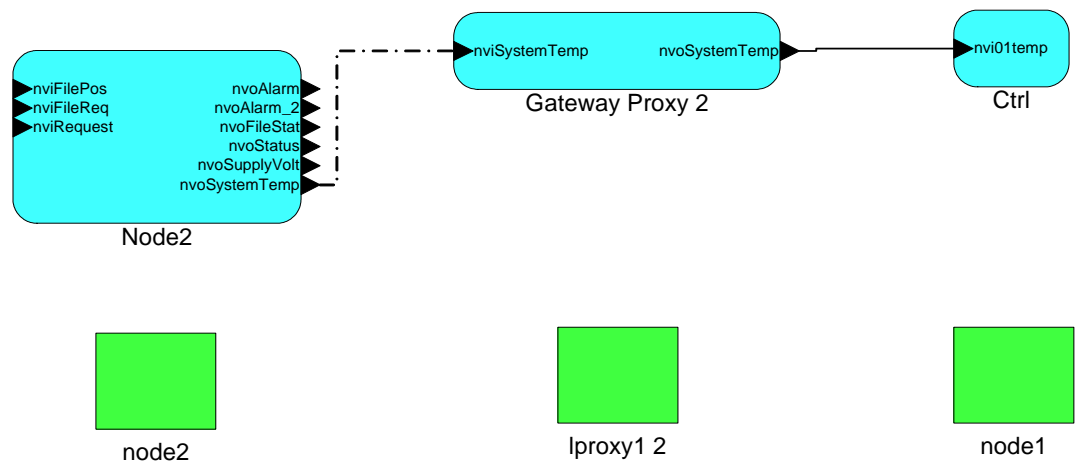 nviFilePos
nviFileReq
nviRequest
nvoAlarm
nvoAlarm_2
nvoFileStat
nvoStatus
nvoSupplyVolt
nvoSystemTemp
Node2
nviSystemTemp
nvoSystemTemp
Gateway Proxy 2
nvi01temp
Ctrl
node2
lproxy1 2
node1